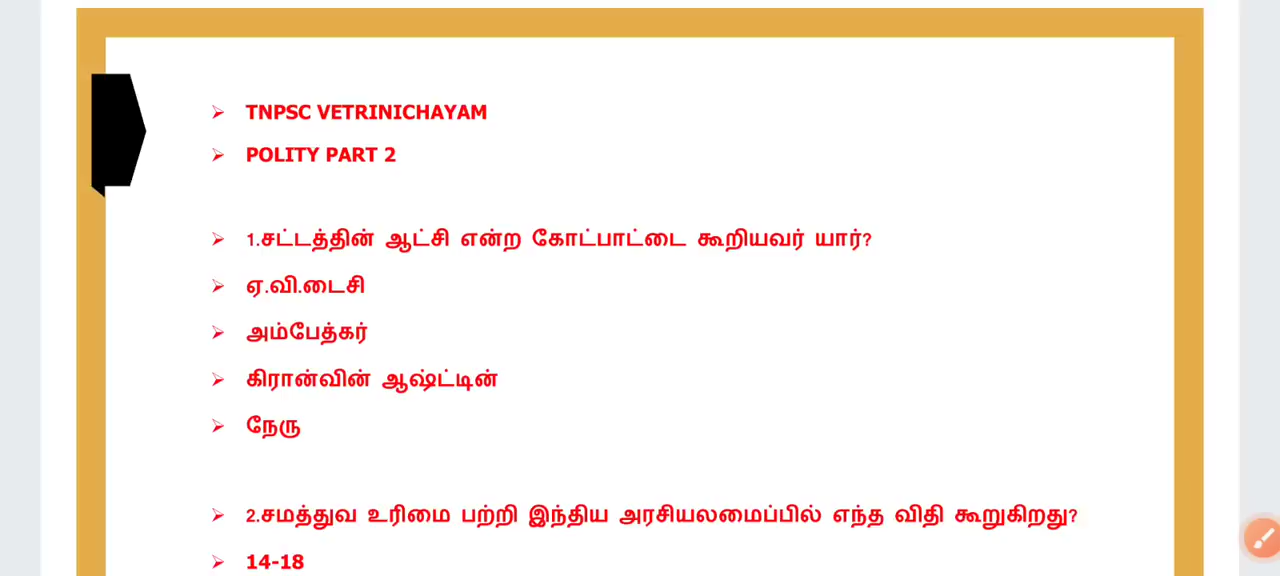 TNPSC VETRINICHAYAM
POLITY PART 2
1.சட்டத்தின் ஆட்சி என்ற கோட்பாட்டை கூறியவர் யார்?
ஏ.வி.டைசி
அம்பேத்கர்
கிரான்வின் ஆஷ்ட்டின்
நேரு
2.சமத்துவ உரிமை பற்றி இந்திய அரசியலமைப்பில் எந்த விதி கூறுகிறது?
14-18